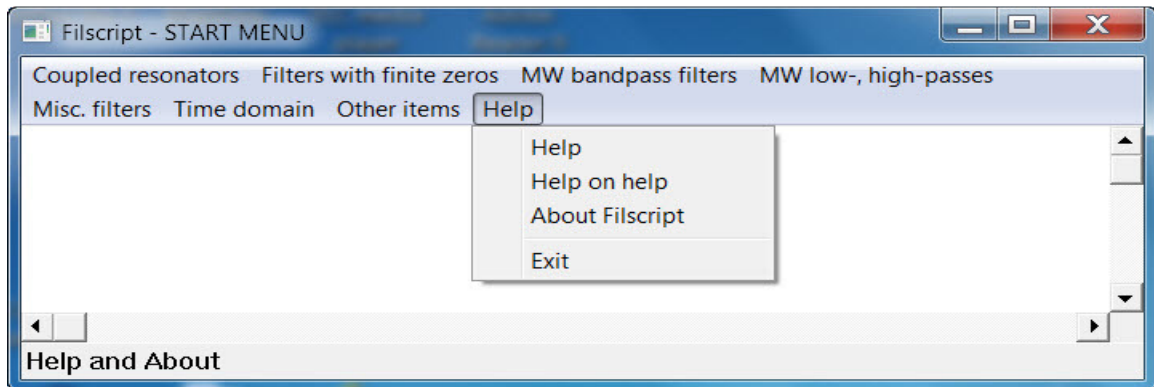 Filscript - START MENU
Coupled resonators Filters with finite zeros MW bandpass filters MW low-, high-passes
Misc. filters Time domain Other items Help
Help
Help on help
About Filscript
Exit
Help and About